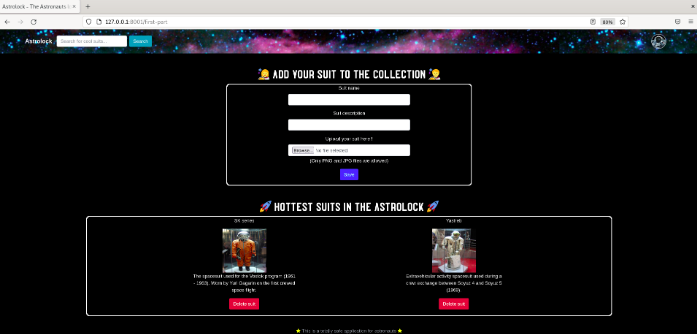 Astrolock - The Astronauts L
127.0.0.1:8001/first-port
80%
Astrolock
Search for cool suits...
Search
ADD YOUR SUIT TO THE COLLECTION
Suit name
Suit description
Upload your suit here!!
Browse... No file selected.
(Only PNG and JPG files are allowed)
Save
HOTTEST SUITS IN THE ASTROLOCK
SK series
Yastreb
The spacesuit used for the Vostok program (1961
- 1963). Worn by Yuri Gagarin on the first crewed
space flight.
Extravehicular activity spacesuit used during a
crew exchange between Soyuz 4 and Soyuz 5
(1969)
Delete suit
Delete suit
This is a totally safe application for astronauts